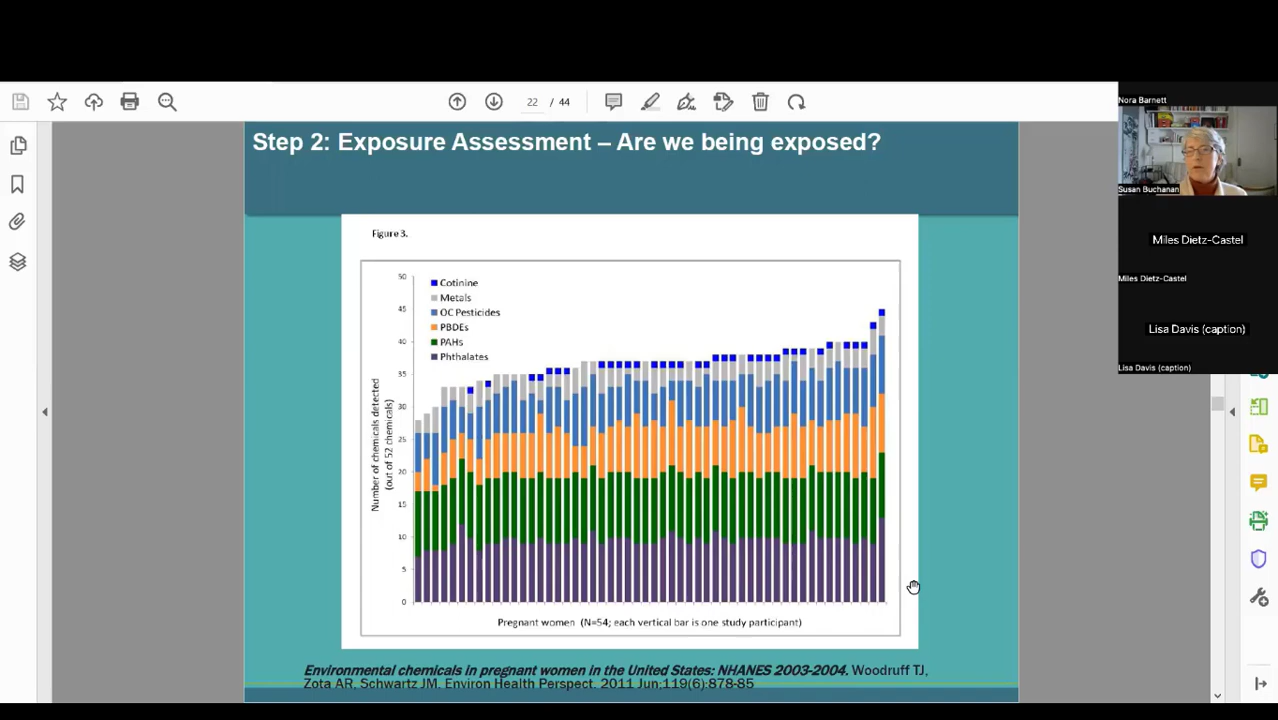 22 / 44
Nora Barnett
Step 2: Exposure Assessment – Are we being exposed?
Susan Buchanan
Miles Dietz-Castel
Miles Dietz-Castel
Lisa Davis (caption)
Lisa Davis (caption)
Figure 3.
50
45
40
35
30
25
20
15
10
5
0
Cotinine
Metals
OC Pesticides
PBDEs
PAHs
Phthalates
Number of chemicals detected
(out of 52 chemicals)
Pregnant women (N=54; each vertical bar is one study participant)
Environmental chemicals in pregnant women in the United States: NHANES 2003-2004. Woodruff TJ,
Zota AR, Schwartz JM. Environ Health Perspect. 2011 Jun;119(6):878-85